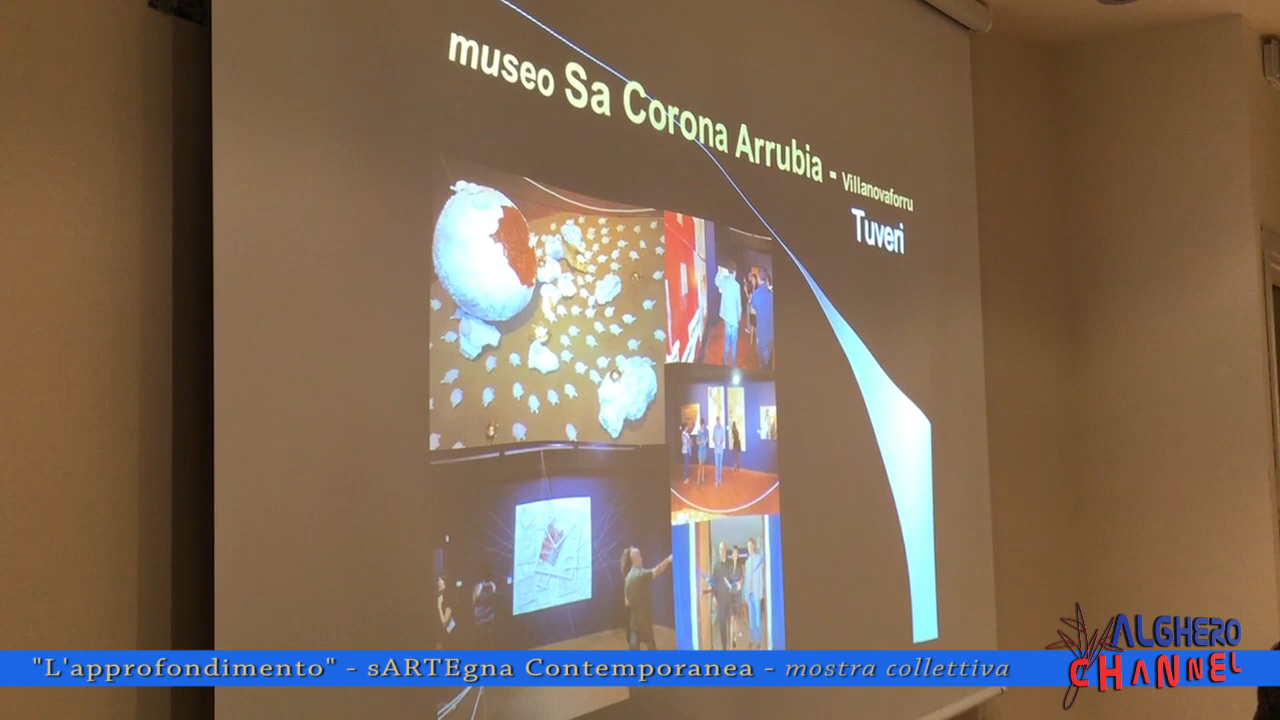 museo Sa Corona Arrubia - Villanovaforru
Tuveri
"L'approfondimento" - sARTEgna Contemporanea - mostra collettiva
ALGHERO
CHANNEL